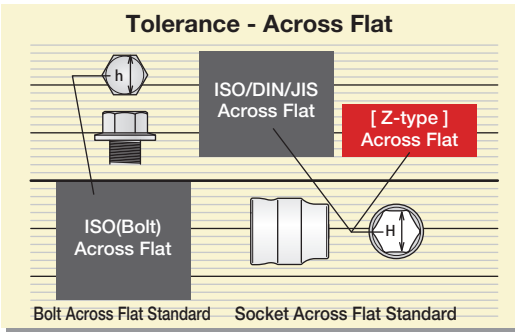 Tolerance - Across Flat
h
ISO/DIN/JIS
Across Flat
[ Z-type ]
Across Flat
ISO(Bolt)
Across Flat
H
Bolt Across Flat Standard
Socket Across Flat Standard